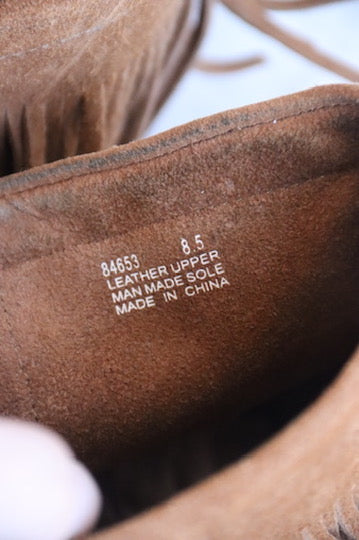 84653 8.5
LEATHER UPPER
MAN MADE SOLE
MADE IN CHINA